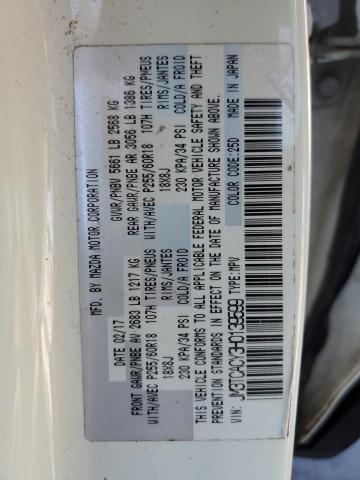 MFD. BY MAZDA MOTOR CORPORATION
DATE: 02/17
GWVR/PNBV 5661 LB 2568 KG
FRONT GAWR/PNBE AV 2683 LB 1217 KG
REAR GAWR/PNBE AR 3056 LB 1386 KG
WITH/AVEC P255/60R18 107H TIRES/PNEUS
WITH/AVEC P255/60R18 107H TIRES/PNEUS
18X8J RIMS/JANTES
18X8J RIMS/JANTES
230 KPA/34 PSI COLD/A FROID
230 KPA/34 PSI COLD/A FROID
THIS VEHICLE CONFORMS TO ALL APPLICABLE FEDERAL MOTOR VEHICLE SAFETY AND THEFT
PREVENTION STANDARDS IN EFFECT ON THE DATE OF MANUFACTURE SHOWN ABOVE.
MADE IN JAPAN
VIN: JM3TCACY3H0139599 TYPE: MPV COLOR CODE: 25D